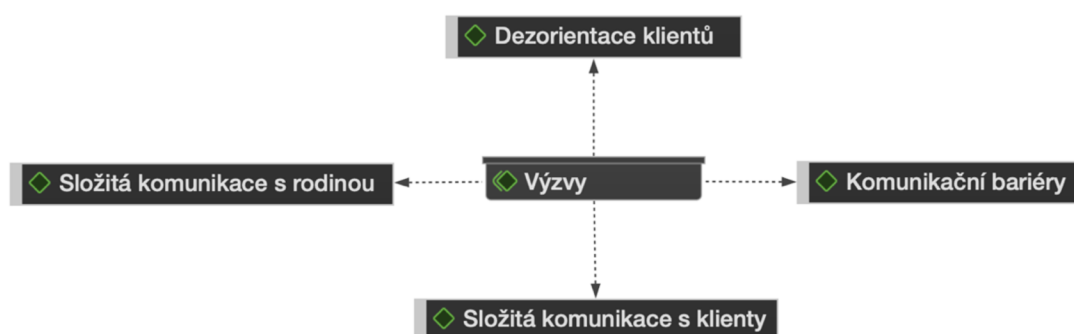 Dezorientace klientů
Složitá komunikace s rodinou
Výzvy
Komunikační bariéry
Složitá komunikace s klienty